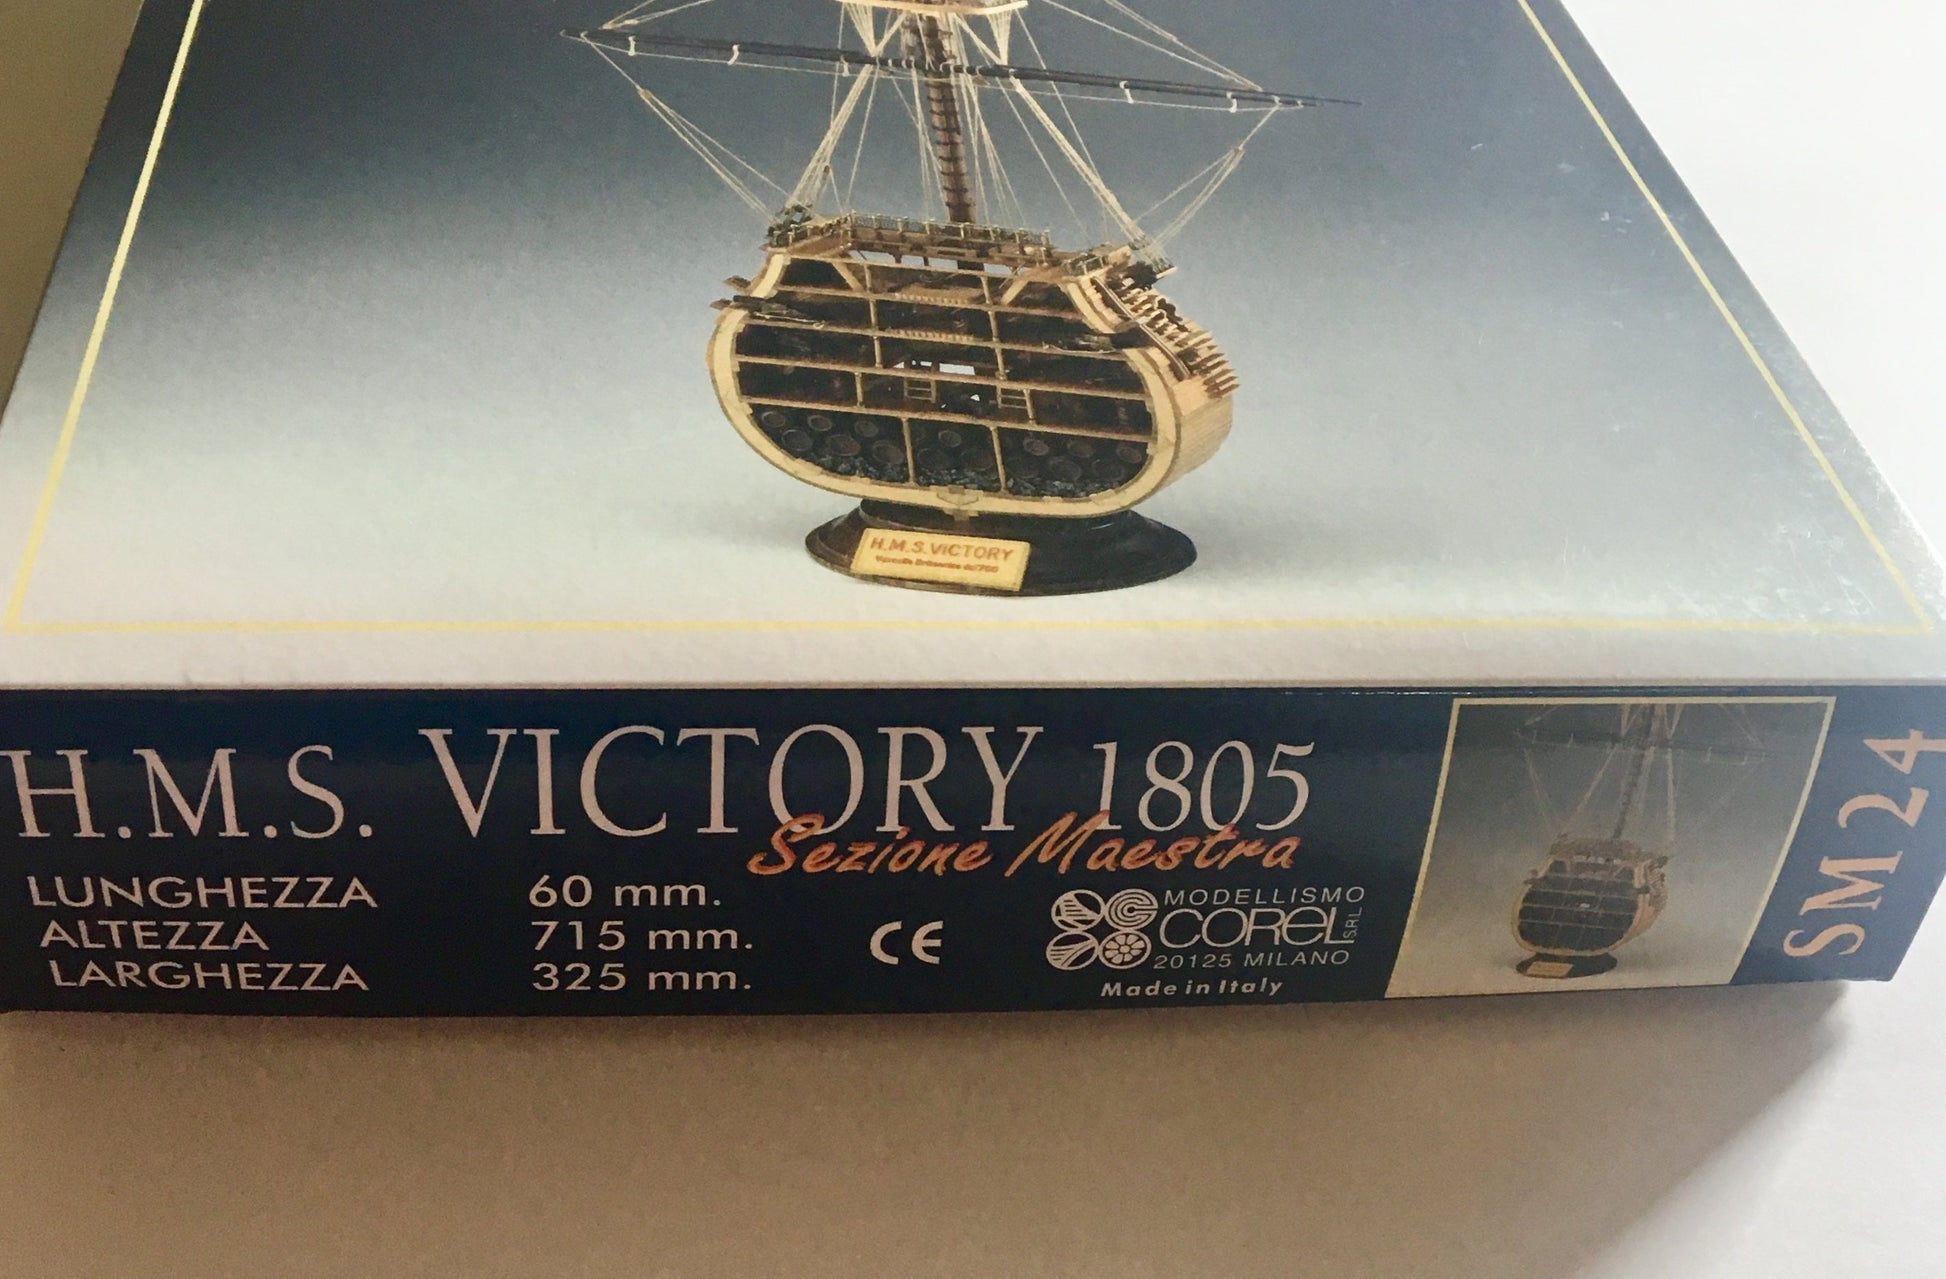 H.M.S. VICTORY
H.M.S. VICTORY 1805
Sezione Maestra
LUNGHEZZA 60 mm.
ALTEZZA 715 mm.
LARGHEZZA 325 mm.
CE
MODELLISMO
COREL S.R.L
20125 MILANO
Made in Italy
SM 24